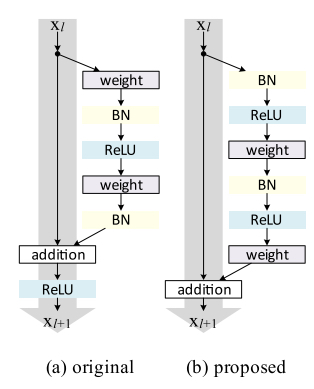 x_l
weight
BN
ReLU
weight
BN
addition
ReLU
x_{l+1}
(a) original
x_l
BN
ReLU
weight
BN
ReLU
weight
addition
x_{l+1}
(b) proposed